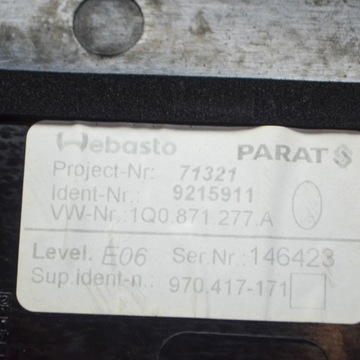 Webasto PARAT
Project-Nr: 71321
Ident-Nr.: 9215911
VW-Nr.:1Q0.871.277.A
Level. E06 Ser.Nr.:146423
Sup.ident-n.: 970.417-171